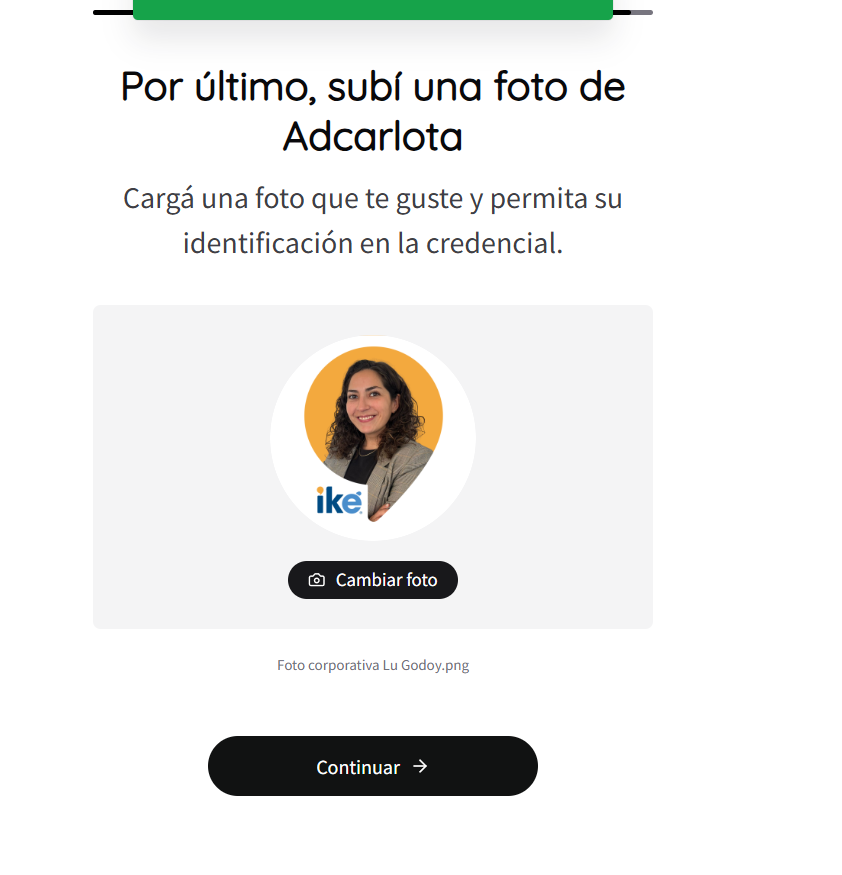 Por último, subí una foto de
Adcarlota
Cargá una foto que te guste y permita su
identificación en la credencial.
ike
Cambiar foto
Foto corporativa Lu Godoy.png
Continuar →